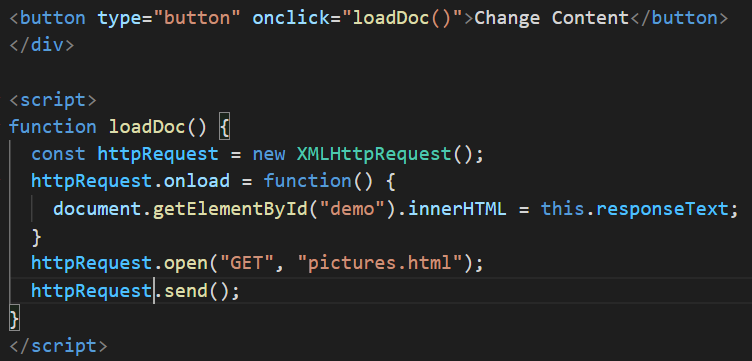 <button type="button" onclick="loadDoc()">Change Content</button>
</div>
<script>
function loadDoc() {
const httpRequest = new XMLHttpRequest();
httpRequest.onload = function() {
document.getElementById("demo").innerHTML = this.responseText;
}
httpRequest.open("GET", "pictures.html");
httpRequest.send();
}
</script>